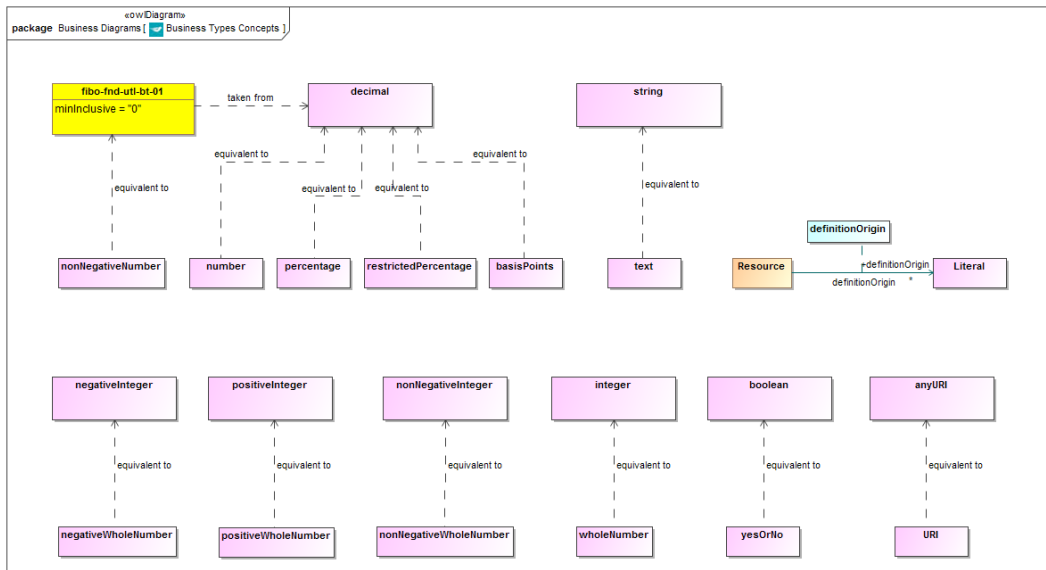 «owlDiagram»
package Business Diagrams [ Business Types Concepts ]
fibo-fnd-utl-bt-01
minInclusive = "0"
taken from
decimal
string
equivalent to
equivalent to
equivalent to
equivalent to
equivalent to
equivalent to
definitionOrigin
nonNegativeNumber
number
percentage
restrictedPercentage
basisPoints
text
Resource
+definitionOrigin
definitionOrigin
*
Literal
negativeInteger
positiveInteger
nonNegativeInteger
integer
boolean
anyURI
equivalent to
equivalent to
equivalent to
equivalent to
equivalent to
equivalent to
negativeWholeNumber
positiveWholeNumber
nonNegativeWholeNumber
wholeNumber
yesOrNo
URI